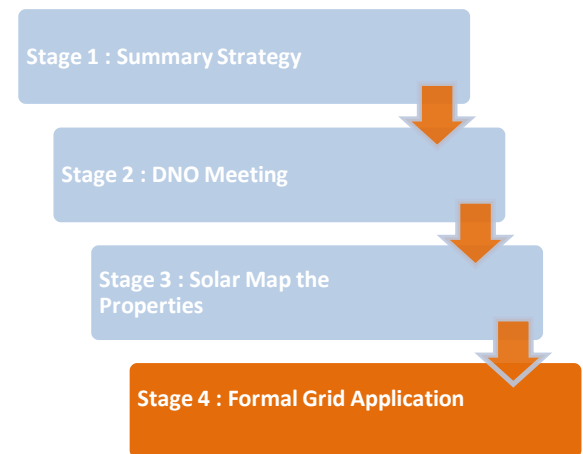 Stage 1 : Summary Strategy
Stage 2 : DNO Meeting
Stage 3 : Solar Map the
Properties
Stage 4 : Formal Grid Application